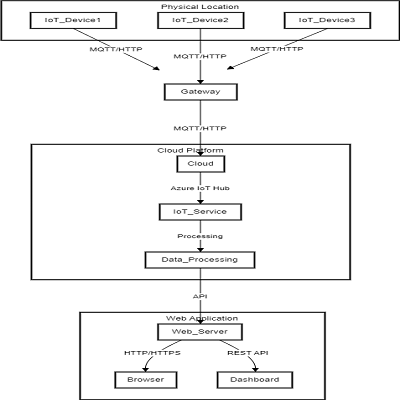 Physical Location
IoT_Device1 IoT_Device2 IoT_Device3
MQTT/HTTP MQTT/HTTP MQTT/HTTP
Gateway
MQTT/HTTP
Cloud Platform
Cloud
Azure IoT Hub
IoT_Service
Processing
Data_Processing
API
Web Application
Web_Server
HTTP/HTTPS REST API
Browser Dashboard